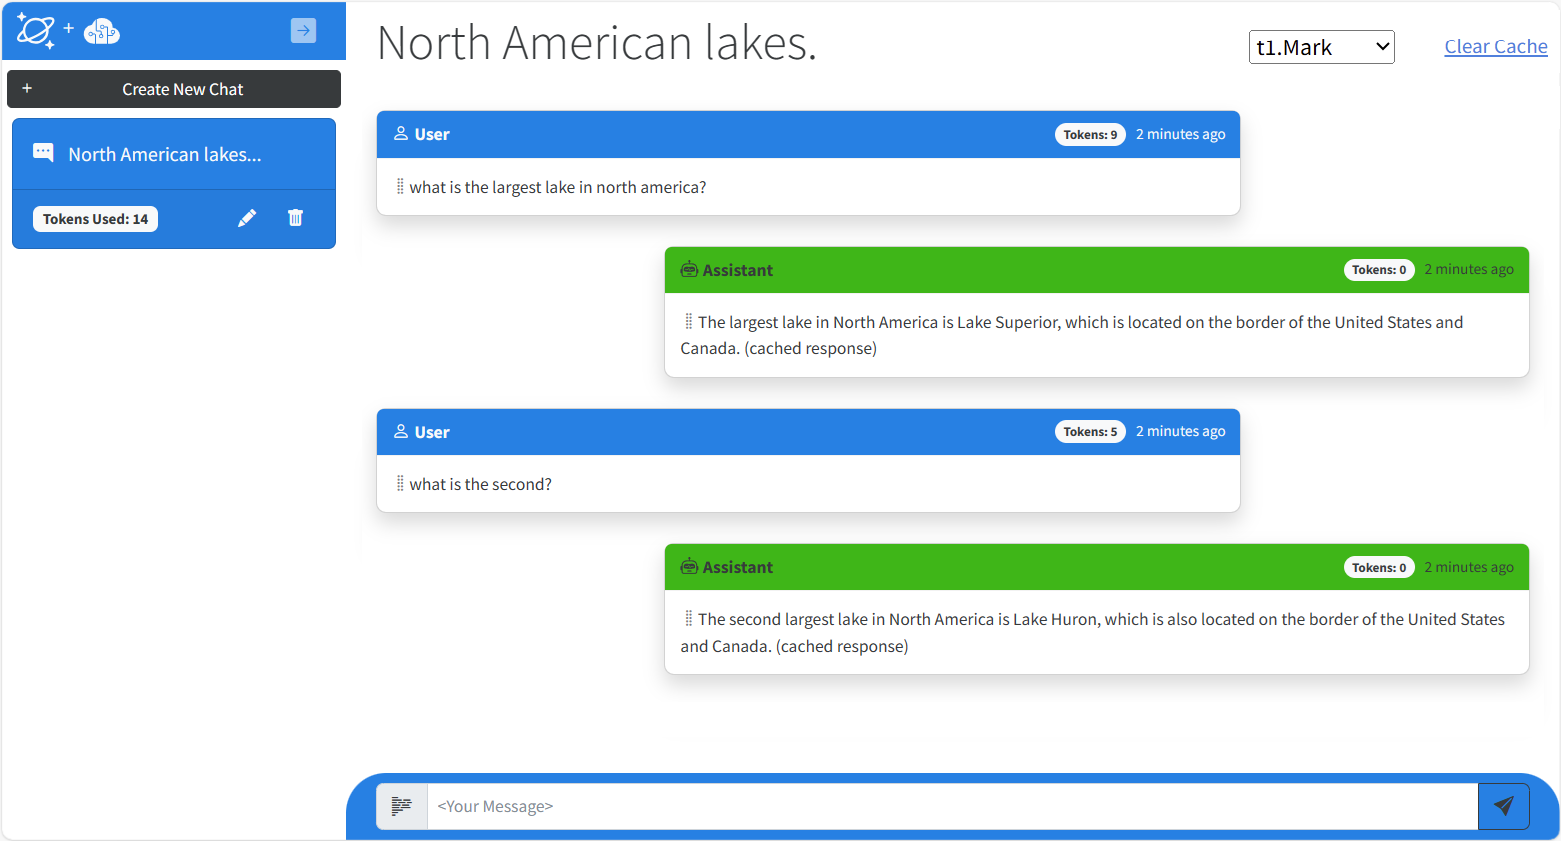 +
North American lakes.
t1.Mark
Clear Cache
+ Create New Chat
North American lakes...
Tokens Used: 14
User Tokens: 9 2 minutes ago
what is the largest lake in north america?
Assistant Tokens: 0 2 minutes ago
The largest lake in North America is Lake Superior, which is located on the border of the United States and
Canada. (cached response)
User Tokens: 5 2 minutes ago
what is the second?
Assistant Tokens: 0 2 minutes ago
The second largest lake in North America is Lake Huron, which is also located on the border of the United States
and Canada. (cached response)
<Your Message>